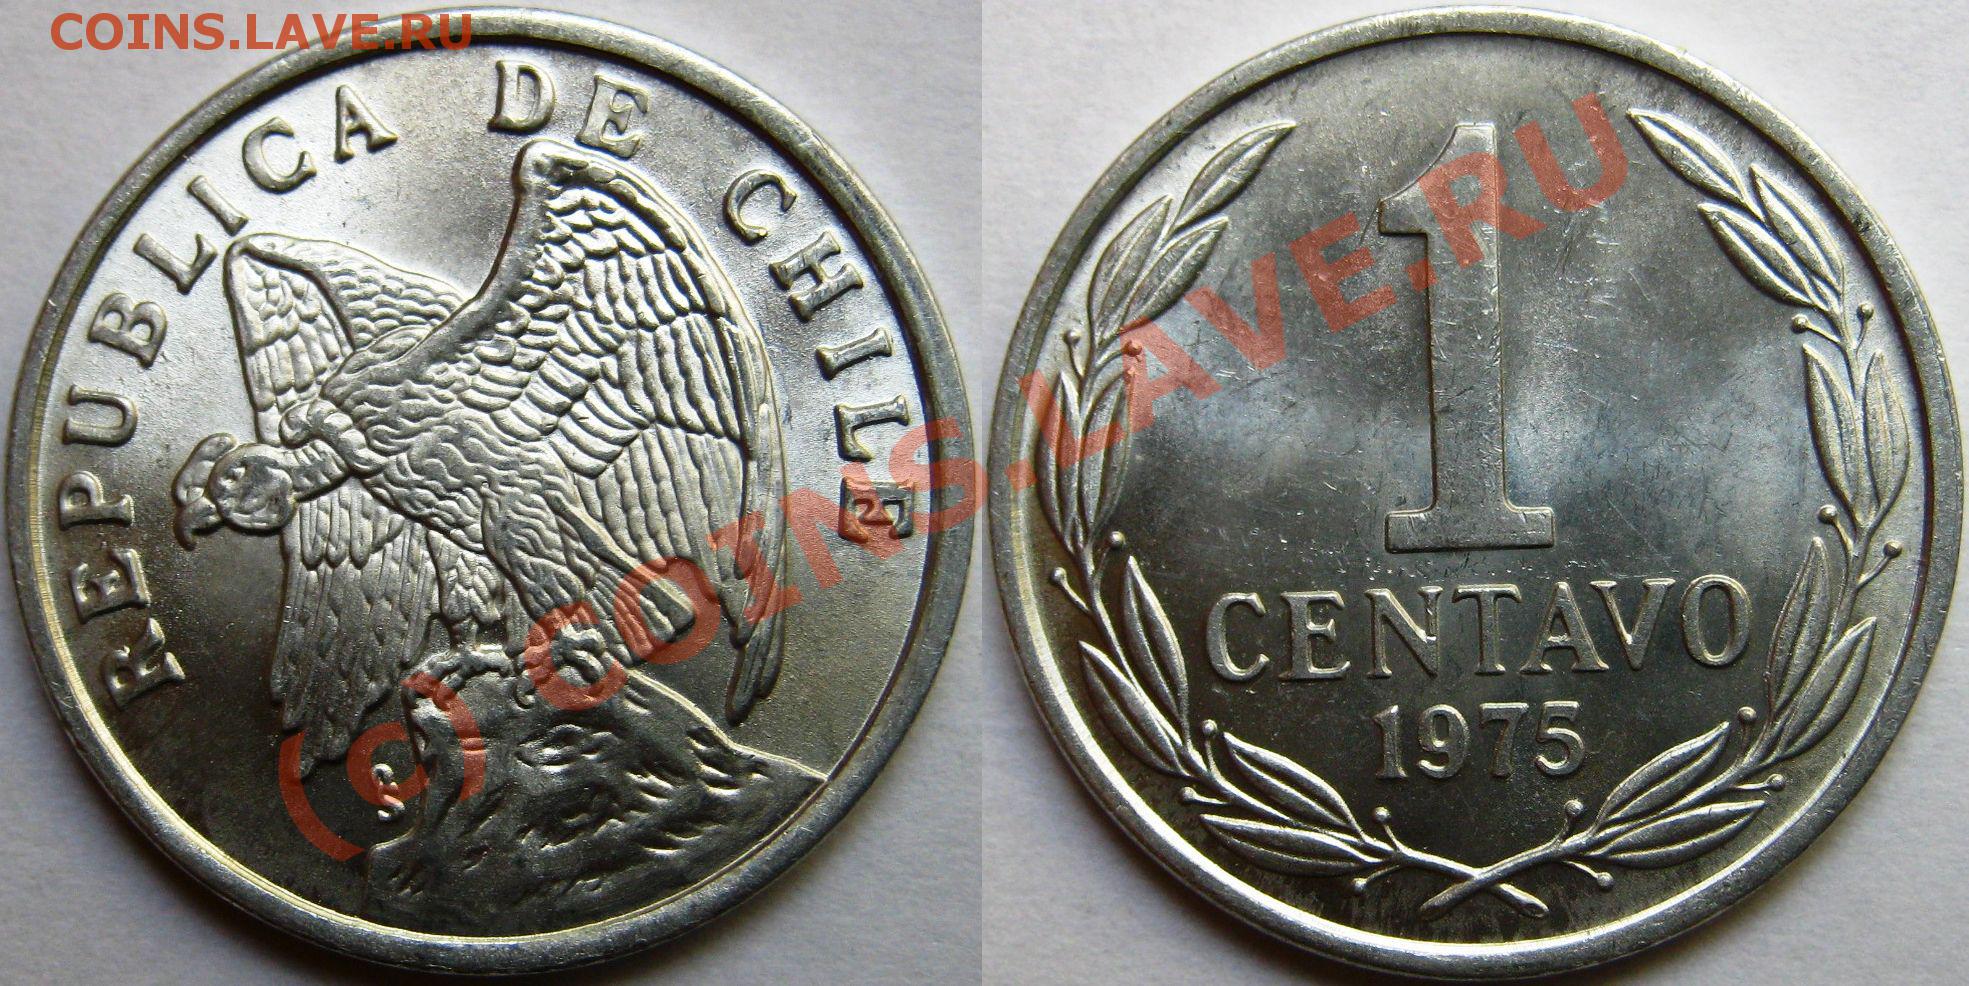 COINS.LAVE.RU
REPUBLICA DE CHILE
S
1
CENTAVO
1975
(c) COINS.LAVE.RU